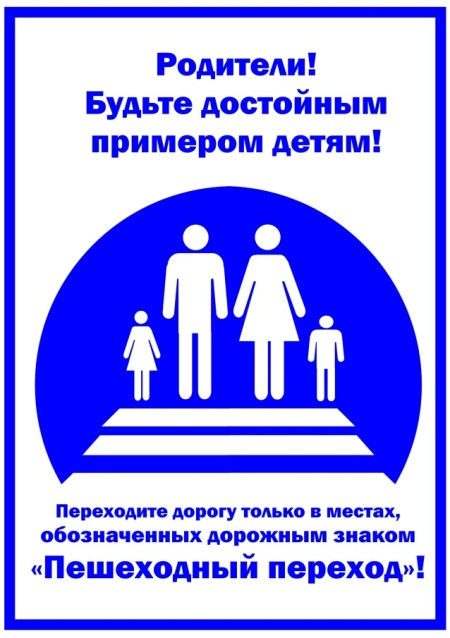 Родители!
Будьте достойным
примером детям!
Переходите дорогу только в местах,
обозначенных дорожным знаком
«Пешеходный переход»!